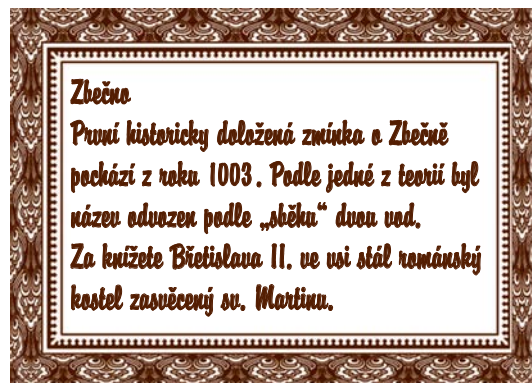 Zbečno
První historicky doložená zmínka o Zbečně
pochází z roku 1003. Podle jedné z teorií byl
název odvozen podle „sběhu“ dvou vod.
Za knížete Břetislava II. ve vsi stál románský
kostel zasvěcený sv. Martinu.